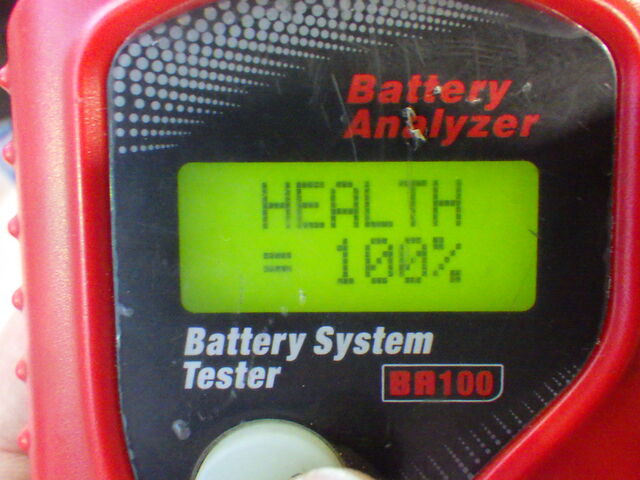 Battery
Analyzer
HEALTH
= 100%
Battery System
Tester
BA100